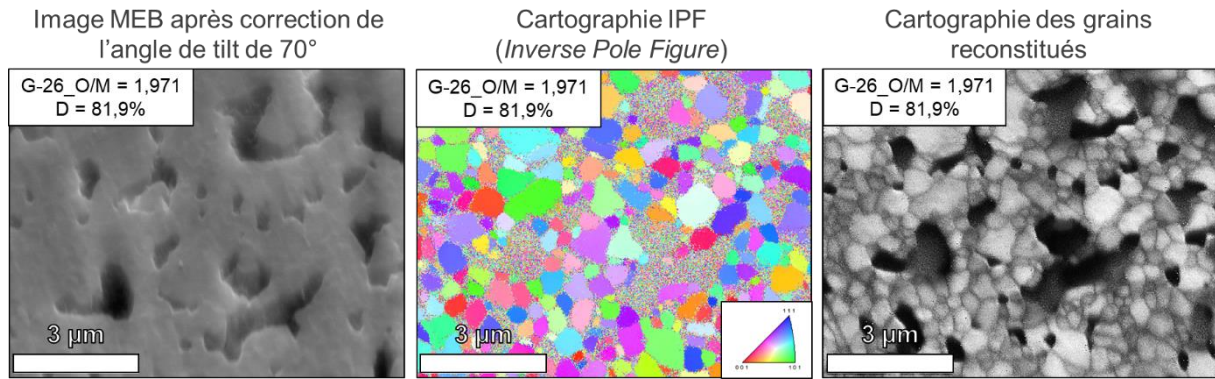 Image MEB après correction de
l'angle de tilt de 70°
G-26_O/M = 1,971
D = 81,9%
3 µm
Cartographie IPF
(Inverse Pole Figure)
G-26_O/M = 1,971
D = 81,9%
3 µm
111
001
101
Cartographie des grains
reconstitués
G-26_O/M = 1,971
D = 81,9%
3 µm